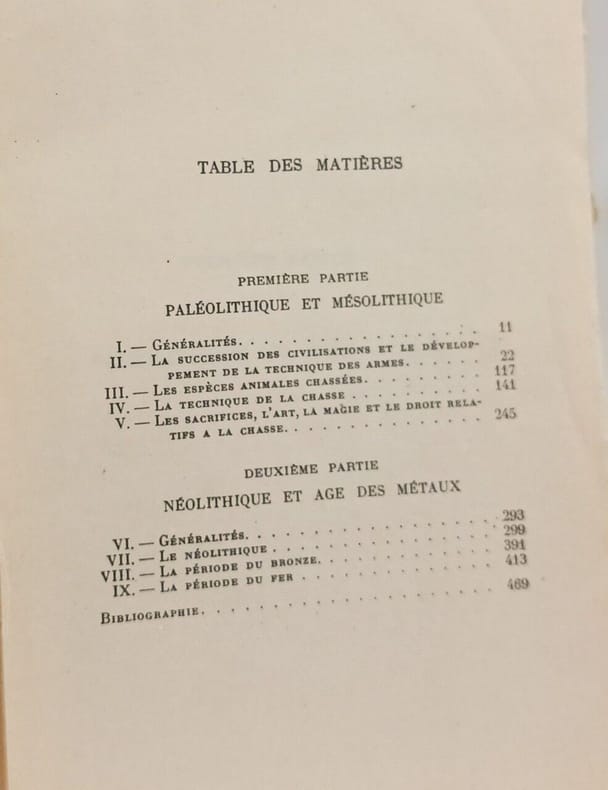 TABLE DES MATIÈRES
PREMIÈRE PARTIE
PALÉOLITHIQUE ET MÉSOLITHIQUE
I. — Généralités. . . . . . . . . . . . . . . . 11
II. — La succession des civilisations et le dévelop-
pement de la technique des armes. . . . . . . 22
III. — Les espèces animales chassées. . . . . . . . . 117
IV. — La technique de la chasse . . . . . . . . . . 141
V. — Les sacrifices, l'art, la magie et le droit rela-
tifs a la chasse. . . . . . . . . . . . . . 245
DEUXIÈME PARTIE
NÉOLITHIQUE ET AGE DES MÉTAUX
VI. — Généralités. . . . . . . . . . . . . . . . 293
VII. — Le néolithique . . . . . . . . . . . . . . 299
VIII. — La période du bronze. . . . . . . . . . . . 391
IX. — La période du fer . . . . . . . . . . . . . 413
Bibliographie. . . . . . . . . . . . . . . . . . 469